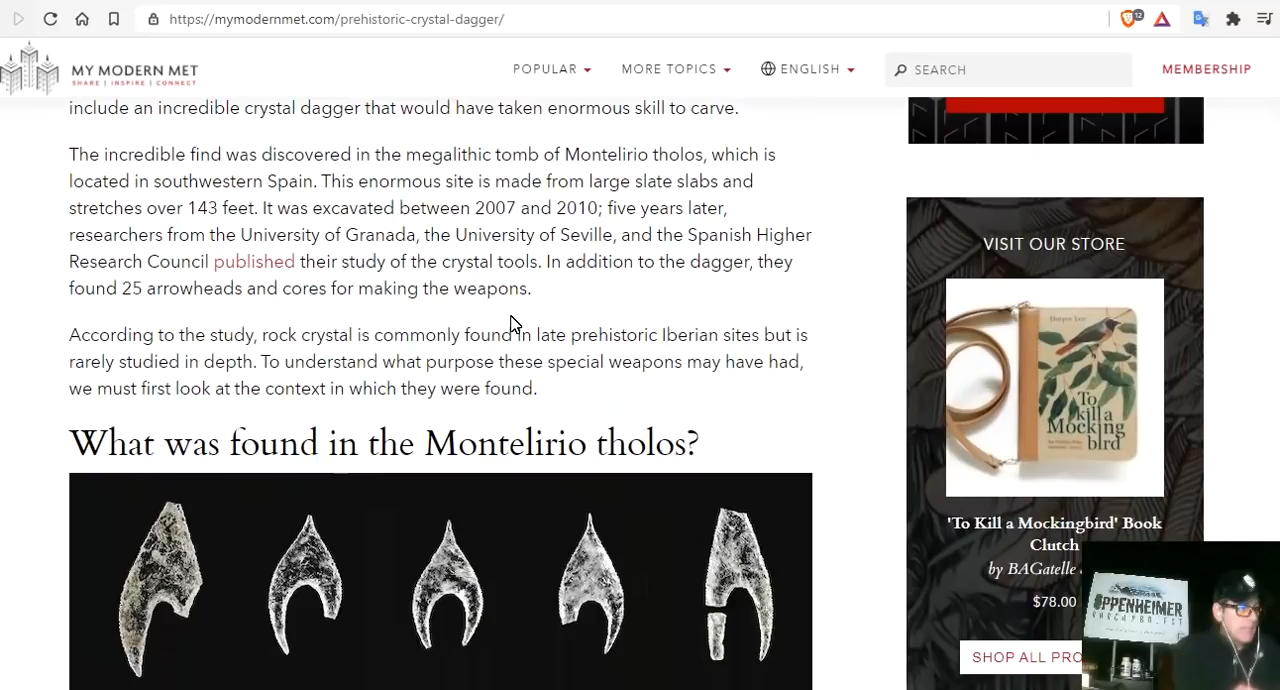 https://mymodernmet.com/prehistoric-crystal-dagger/
12
MY MODERN MET
SHARE | INSPIRE | CONNECT
POPULAR
MORE TOPICS
ENGLISH
SEARCH
MEMBERSHIP
include an incredible crystal dagger that would have taken enormous skill to carve.
The incredible find was discovered in the megalithic tomb of Montelirio tholos, which is
located in southwestern Spain. This enormous site is made from large slate slabs and
stretches over 143 feet. It was excavated between 2007 and 2010; five years later,
researchers from the University of Granada, the University of Seville, and the Spanish Higher
Research Council published their study of the crystal tools. In addition to the dagger, they
found 25 arrowheads and cores for making the weapons.
According to the study, rock crystal is commonly found in late prehistoric Iberian sites but is
rarely studied in depth. To understand what purpose these special weapons may have had,
we must first look at the context in which they were found.
What was found in the Montelirio tholos?
VISIT OUR STORE
Harper Lee
To
kill a
Mocking
bird
'To Kill a Mockingbird' Book
Clutch
by BAGatelle
$78.00
SHOP ALL PRO
OPPENHEIMER
RANCH PROJECT